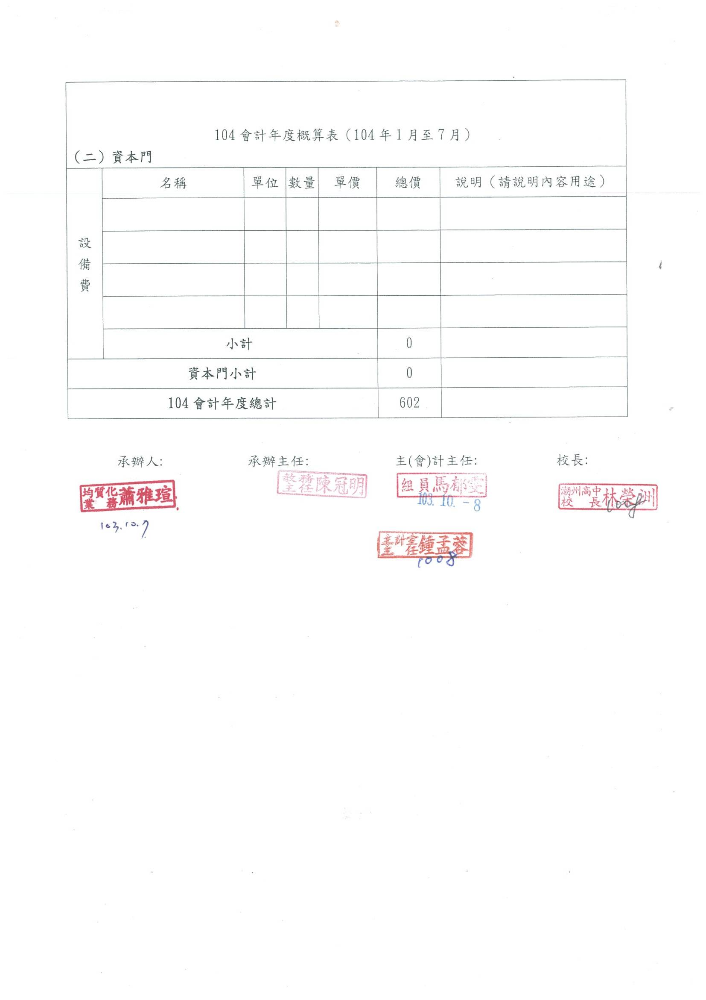 104 會計年度概算表（104 年 1 月至 7 月）
（二）資本門
名稱 單位 數量 單價 總價 說明（請說明內容用途）
設
備
費
小計 0
資本門小計 0
104 會計年度總計 602
承辦人: 承辦主任: 主(會)計主任: 校長:
均質化業務 蕭雅瑄
教務主任 陳冠明
組員 馬郁雯
潮州高中校長 林榮洲
103.10.7
103. 10. -8
1008
主計室主任 鍾孟蓉
1008